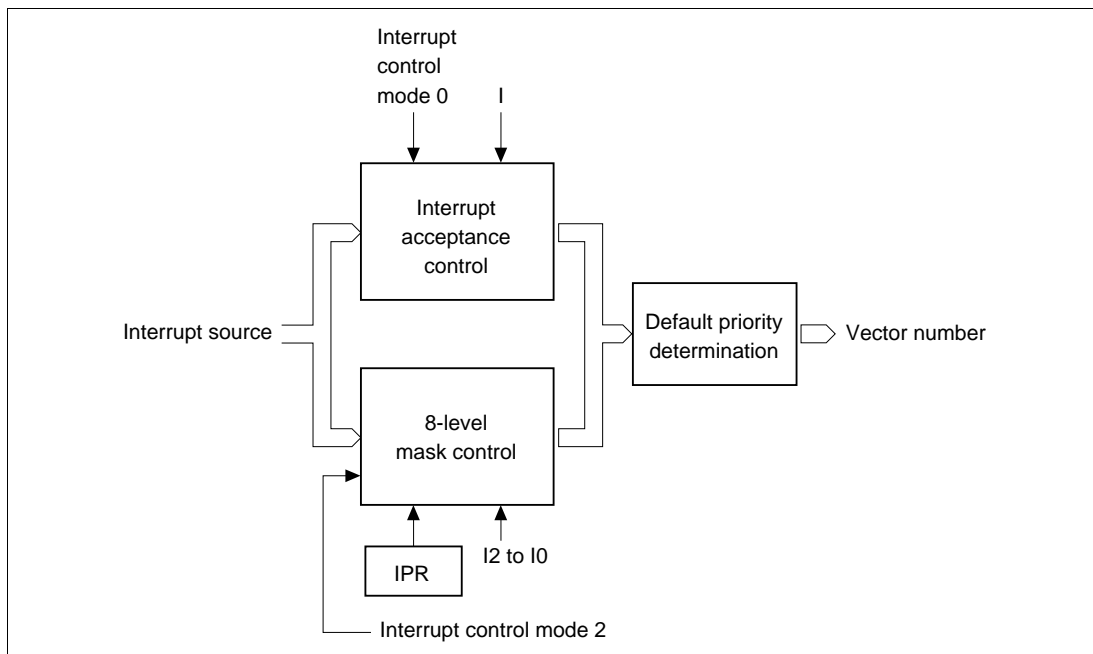 Interrupt
control
mode 0
I
Interrupt
acceptance
control
Interrupt source
Default priority
determination
Vector number
8-level
mask control
IPR
I2 to I0
Interrupt control mode 2